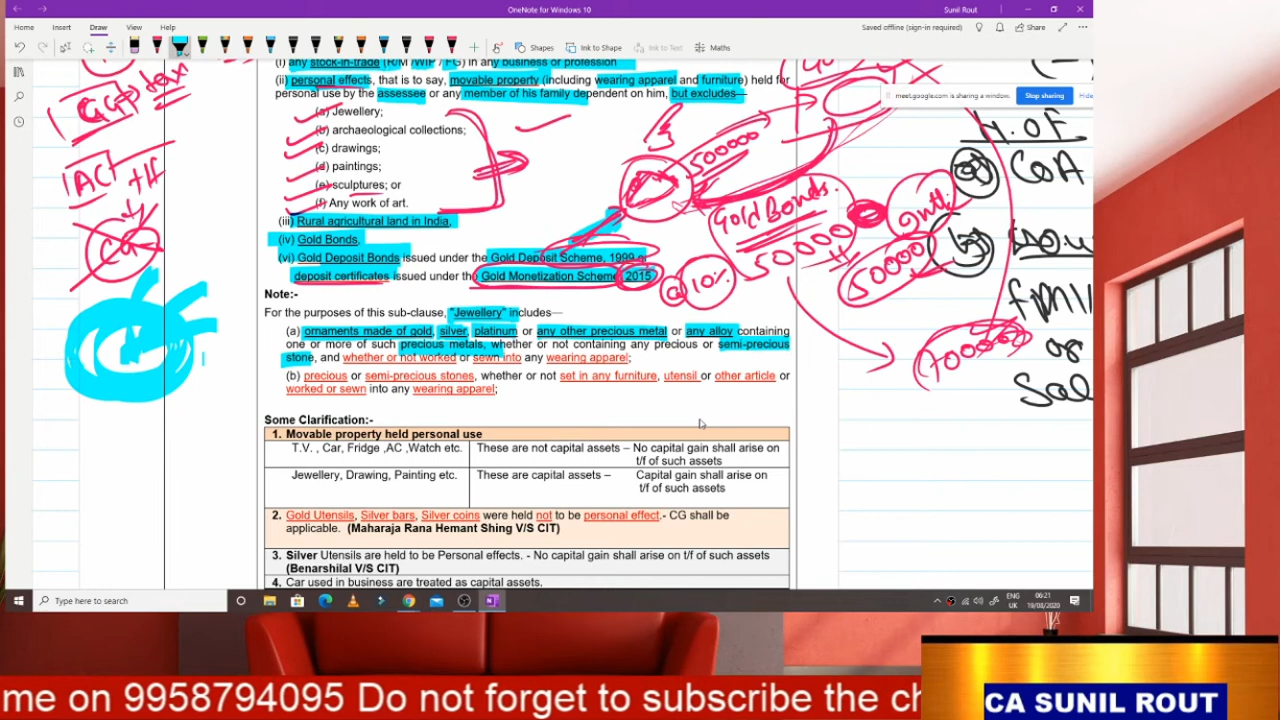 OneNote for Windows 10
Sunil Rout
Home Insert Draw View Help
Saved offline (sign-in required)
Share
Shapes
Ink to Shape
Ink to Text
Maths
(i) any stock-in-trade (R/M /WIP / FG) in any business or profession
(ii) personal effects, that is to say, movable property (including wearing apparel and furniture) held for
personal use by the assessee or any member of his family dependent on him, but excludes—
meet.google.com is sharing a window.
Stop sharing
Hide
(a) Jewellery;
(b) archaeological collections;
(c) drawings;
(d) paintings;
(e) sculptures; or
(f) Any work of art.
(iii) Rural agricultural land in India,
(iv) Gold Bonds,
(vi) Gold Deposit Bonds issued under the Gold Deposit Scheme, 1999 or
deposit certificates issued under the Gold Monetization Scheme 2015
500000
Gold Bonds.
50000
50000
@ 10%
N. OF
(a) COA
(b)
FMV
or
Note:-
For the purposes of this sub-clause, "Jewellery" includes—
(a) ornaments made of gold, silver, platinum or any other precious metal or any alloy containing
one or more of such precious metals, whether or not containing any precious or semi-precious
stone, and whether or not worked or sewn into any wearing apparel;
(b) precious or semi-precious stones, whether or not set in any furniture, utensil or other article or
worked or sewn into any wearing apparel;
Some Clarification:-
1. Movable property held personal use
T.V. , Car, Fridge ,AC ,Watch etc. These are not capital assets – No capital gain shall arise on
t/f of such assets
Jewellery, Drawing, Painting etc. These are capital assets – Capital gain shall arise on
t/f of such assets
2. Gold Utensils, Silver bars, Silver coins were held not to be personal effect.- CG shall be
applicable. (Maharaja Rana Hemant Shing V/S CIT)
3. Silver Utensils are held to be Personal effects. - No capital gain shall arise on t/f of such assets
(Benarshilal V/S CIT)
4. Car used in business are treated as capital assets.
Type here to search
ENG
UK
06:21
19/08/2020
me on 9958794095 Do not forget to subscribe the ch
CA SUNIL ROUT